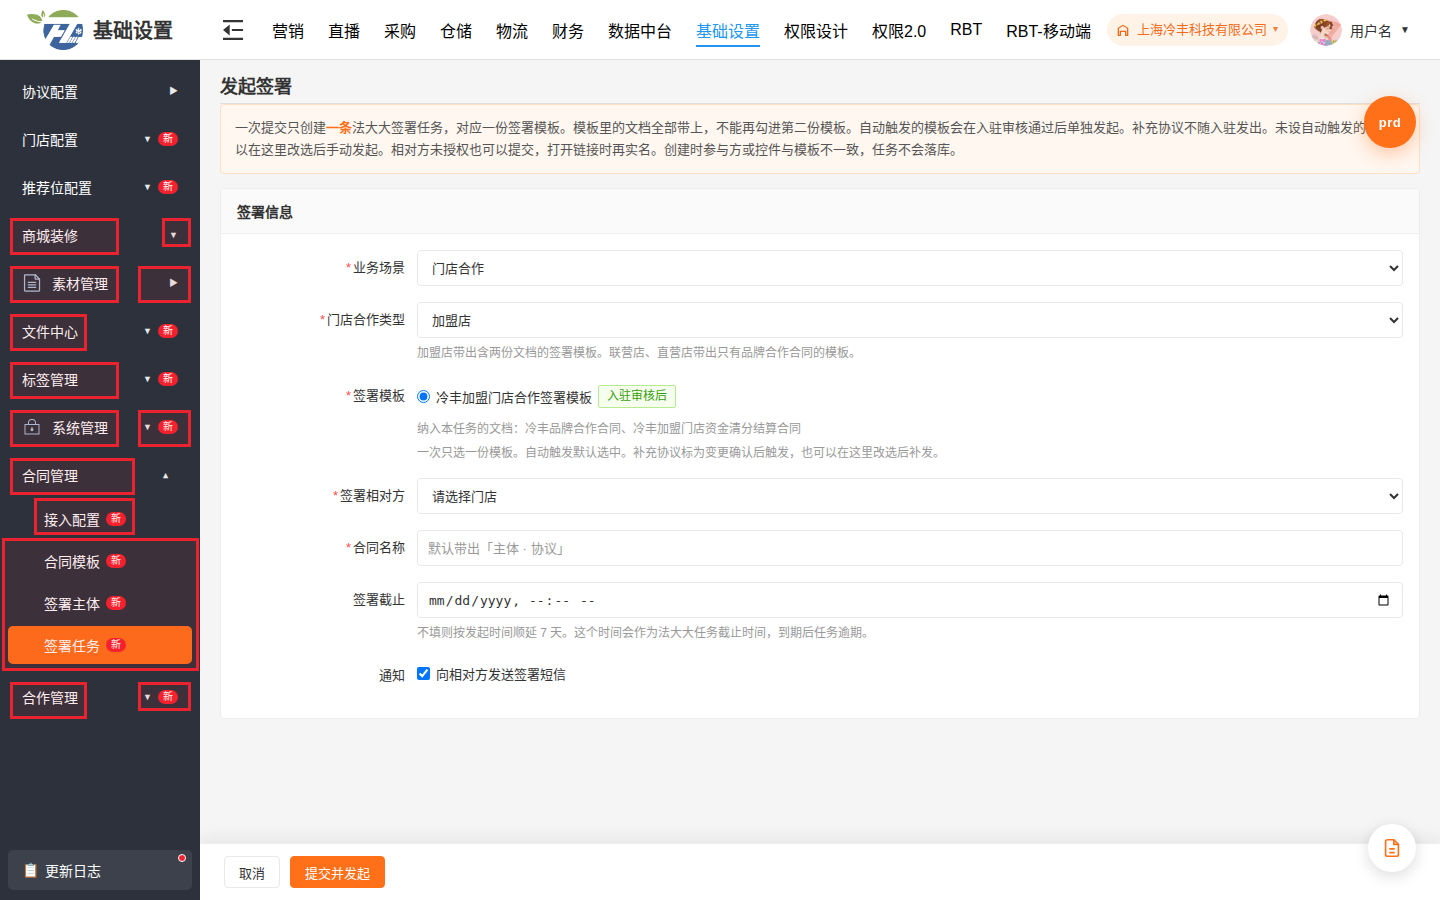 基础设置
营销
直播
采购
仓储
物流
财务
数据中台
基础设置
权限设计
权限2.0
RBT
RBT-移动端
上海冷丰科技有限公司
用户名
协议配置
门店配置 新
推荐位配置 新
商城装修
素材管理
文件中心 新
标签管理 新
系统管理 新
合同管理
接入配置 新
合同模板 新
签署主体 新
签署任务 新
合作管理 新
更新日志
发起签署
一次提交只创建一条法大大签署任务，对应一份签署模板。模板里的文档全部带上，不能再勾进第二份模板。自动触发的模板会在入驻审核通过后单独发起。补充协议不随入驻发出。未设自动触发的
以在这里改选后手动发起。相对方未授权也可以提交，打开链接时再实名。创建时参与方或控件与模板不一致，任务不会落库。
prd
签署信息
*业务场景 门店合作
*门店合作类型 加盟店
加盟店带出含两份文档的签署模板。联营店、直营店带出只有品牌合作合同的模板。
*签署模板 冷丰加盟门店合作签署模板 入驻审核后
纳入本任务的文档：冷丰品牌合作合同、冷丰加盟门店资金清分结算合同
一次只选一份模板。自动触发默认选中。补充协议标为变更确认后触发，也可以在这里改选后补发。
*签署相对方 请选择门店
*合同名称 默认带出「主体 · 协议」
签署截止 mm/dd/yyyy, --:-- --
不填则按发起时间顺延 7 天。这个时间会作为法大大任务截止时间，到期后任务逾期。
通知 向相对方发送签署短信
取消 提交并发起